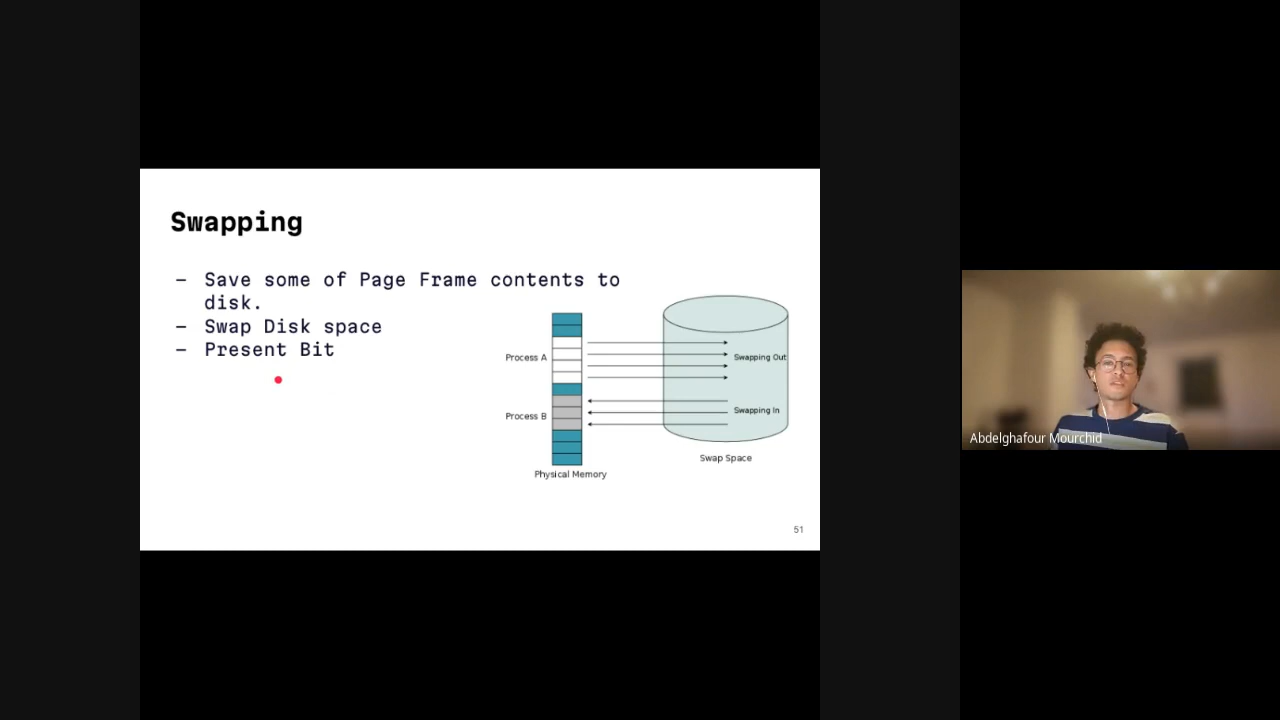 Swapping
– Save some of Page Frame contents to
disk.
– Swap Disk space
– Present Bit
Process A
Swapping Out
Process B
Swapping In
Swap Space
Physical Memory
51
Abdelghafour Mourchid